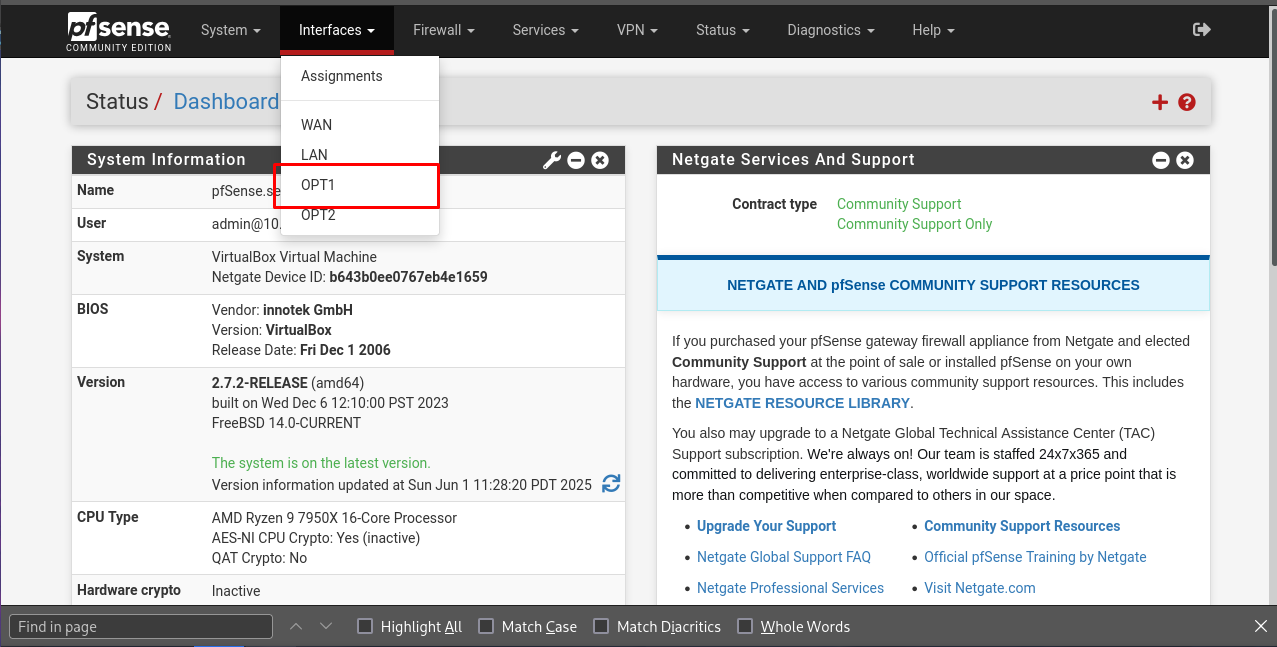 pfsense
COMMUNITY EDITION
System
Interfaces
Firewall
Services
VPN
Status
Diagnostics
Help
Assignments
WAN
LAN
OPT1
OPT2
Status / Dashboard
System Information
Name
pfSense.se
User
admin@10.
System
VirtualBox Virtual Machine
Netgate Device ID: b643b0ee0767eb4e1659
BIOS
Vendor: innotek GmbH
Version: VirtualBox
Release Date: Fri Dec 1 2006
Version
2.7.2-RELEASE (amd64)
built on Wed Dec 6 12:10:00 PST 2023
FreeBSD 14.0-CURRENT
The system is on the latest version.
Version information updated at Sun Jun 1 11:28:20 PDT 2025
CPU Type
AMD Ryzen 9 7950X 16-Core Processor
AES-NI CPU Crypto: Yes (inactive)
QAT Crypto: No
Hardware crypto
Inactive
Netgate Services And Support
Contract type
Community Support
Community Support Only
NETGATE AND pfSense COMMUNITY SUPPORT RESOURCES
If you purchased your pfSense gateway firewall appliance from Netgate and elected
Community Support at the point of sale or installed pfSense on your own
hardware, you have access to various community support resources. This includes
the NETGATE RESOURCE LIBRARY.
You also may upgrade to a Netgate Global Technical Assistance Center (TAC)
Support subscription. We're always on! Our team is staffed 24x7x365 and
committed to delivering enterprise-class, worldwide support at a price point that is
more than competitive when compared to others in our space.
• Upgrade Your Support
• Community Support Resources
• Netgate Global Support FAQ
• Official pfSense Training by Netgate
• Netgate Professional Services
• Visit Netgate.com
Find in page
Highlight All
Match Case
Match Diacritics
Whole Words